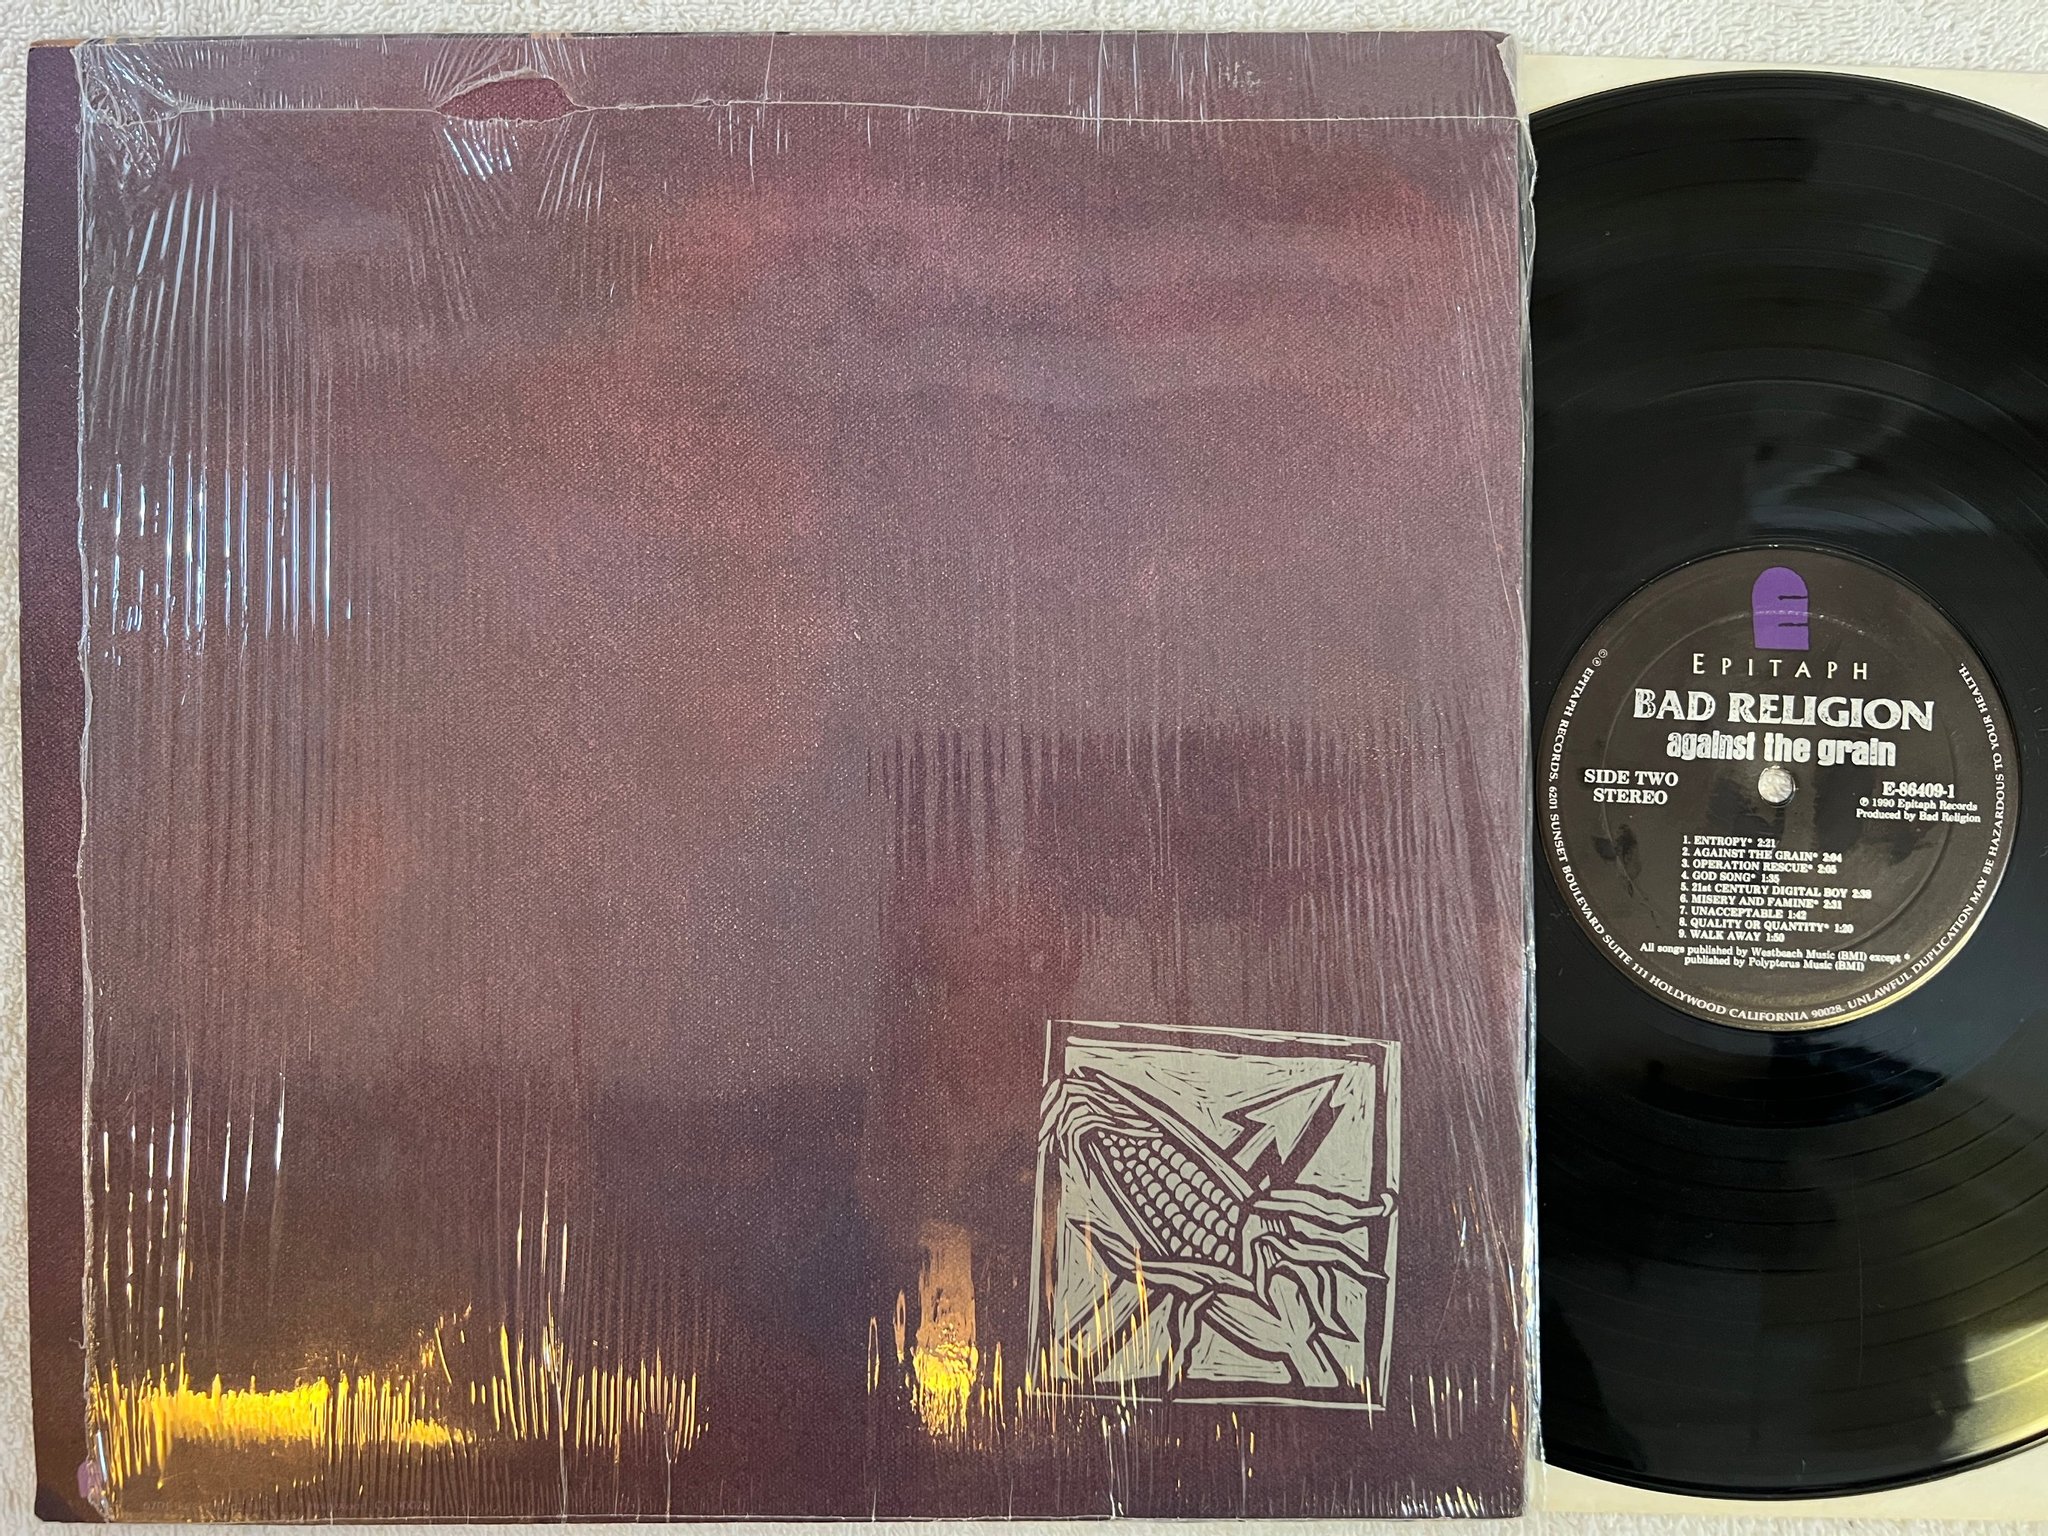 EPITAPH
BAD RELIGION
against the grain
SIDE TWO
STEREO
E-86409-1
℗ 1990 Epitaph Records
Produced by Bad Religion
1. ENTROPY* 2:21
2. AGAINST THE GRAIN* 2:04
3. OPERATION RESCUE* 2:05
4. GOD SONG* 1:35
5. 21st CENTURY DIGITAL BOY 2:38
6. MISERY AND FAMINE* 2:31
7. UNACCEPTABLE 1:42
8. QUALITY OR QUANTITY* 1:20
9. WALK AWAY 1:50
All songs published by Westbeach Music (BMI) except *
published by Polypterus Music (BMI)
© ℗ EPITAPH RECORDS, 6201 SUNSET BOULEVARD SUITE 111 HOLLYWOOD CALIFORNIA 90028. UNLAWFUL DUPLICATION MAY BE HAZARDOUS TO YOUR HEALTH.
CA 90028